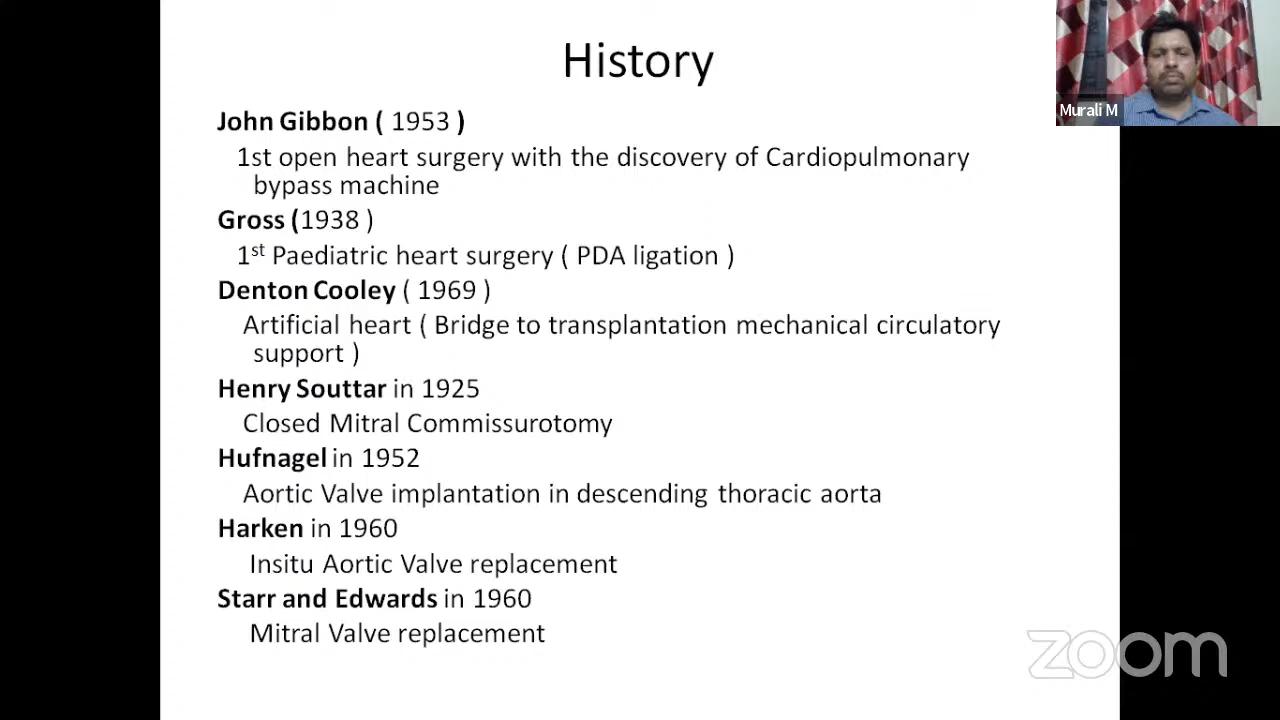 History
John Gibbon ( 1953 )
1st open heart surgery with the discovery of Cardiopulmonary
bypass machine
Gross (1938 )
1st Paediatric heart surgery ( PDA ligation )
Denton Cooley ( 1969 )
Artificial heart ( Bridge to transplantation mechanical circulatory
support )
Henry Souttar in 1925
Closed Mitral Commissurotomy
Hufnagel in 1952
Aortic Valve implantation in descending thoracic aorta
Harken in 1960
Insitu Aortic Valve replacement
Starr and Edwards in 1960
Mitral Valve replacement
Murali M
zoom